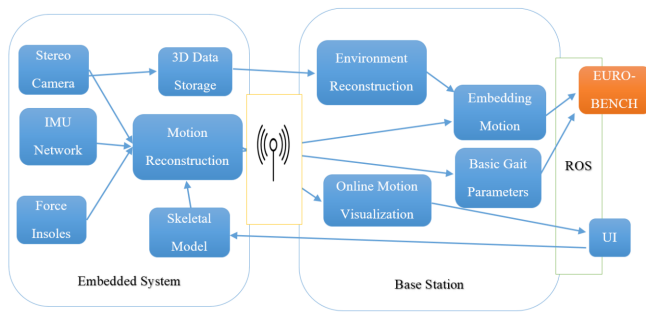 Stereo
Camera
3D Data
Storage
IMU
Network
Motion
Reconstruction
Force
Insoles
Skeletal
Model
Embedded System
Environment
Reconstruction
Embedding
Motion
Basic Gait
Parameters
Online Motion
Visualization
Base Station
EURO-
BENCH
ROS
UI